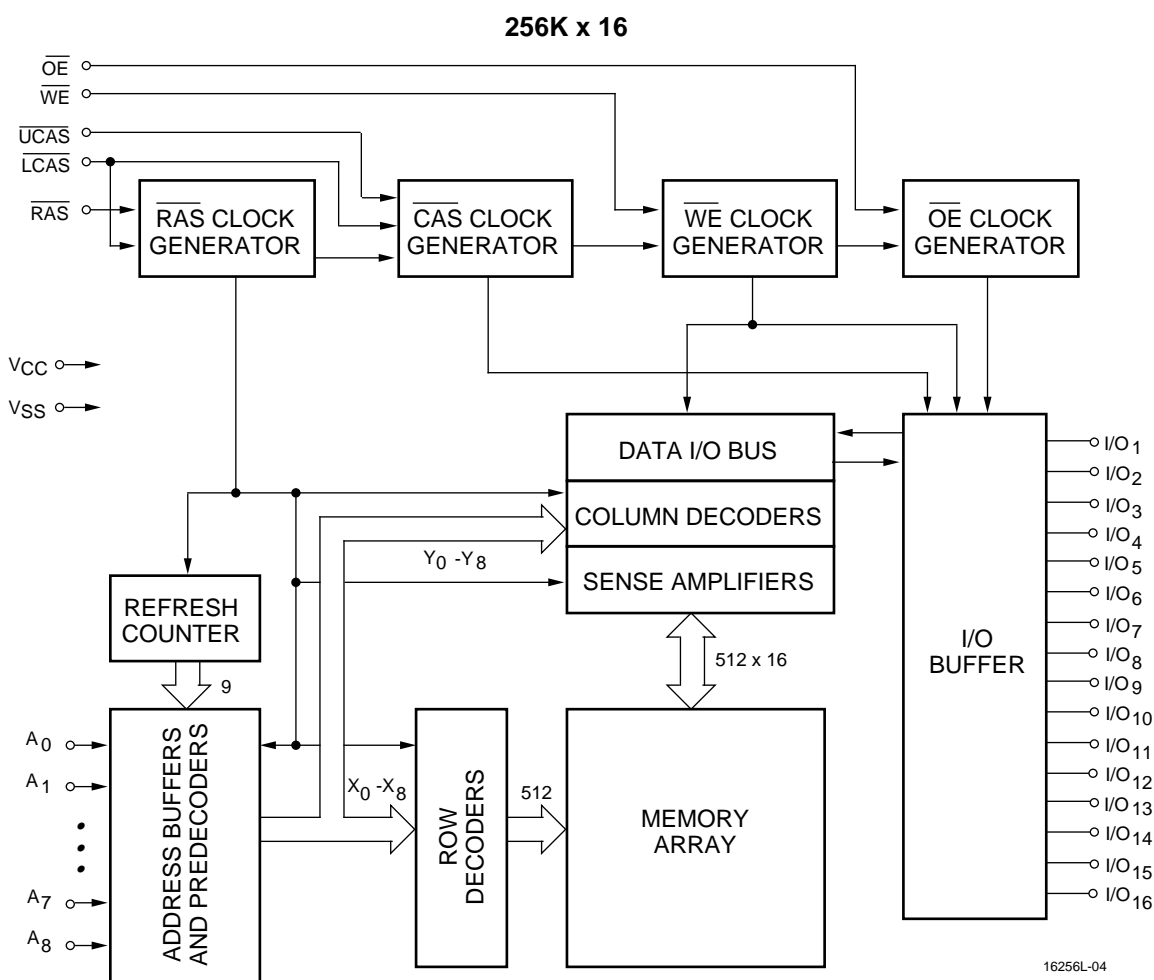 256K x 16
OE
WE
UCAS
LCAS
RAS
RAS CLOCK
GENERATOR
CAS CLOCK
GENERATOR
WE CLOCK
GENERATOR
OE CLOCK
GENERATOR
VCC
VSS
DATA I/O BUS
COLUMN DECODERS
SENSE AMPLIFIERS
Y0 -Y8
REFRESH
COUNTER
9
512 x 16
I/O
BUFFER
I/O1
I/O2
I/O3
I/O4
I/O5
I/O6
I/O7
I/O8
I/O9
I/O10
I/O11
I/O12
I/O13
I/O14
I/O15
I/O16
A0
A1
A7
A8
ADDRESS BUFFERS
AND PREDECODERS
X0 -X8
ROW
DECODERS
512
MEMORY
ARRAY
16256L-04